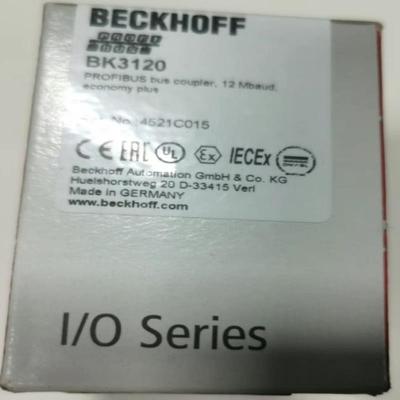 BECKHOFF
BK3120
PROFIBUS bus coupler, 12 Mbaud,
economy plus
No. 4521C015
CE EAC UL Ex IECEx
Beckhoff Automation GmbH & Co. KG
Huelshorstweg 20 D-33415 Verl
Made in GERMANY
www.beckhoff.com
I/O Series